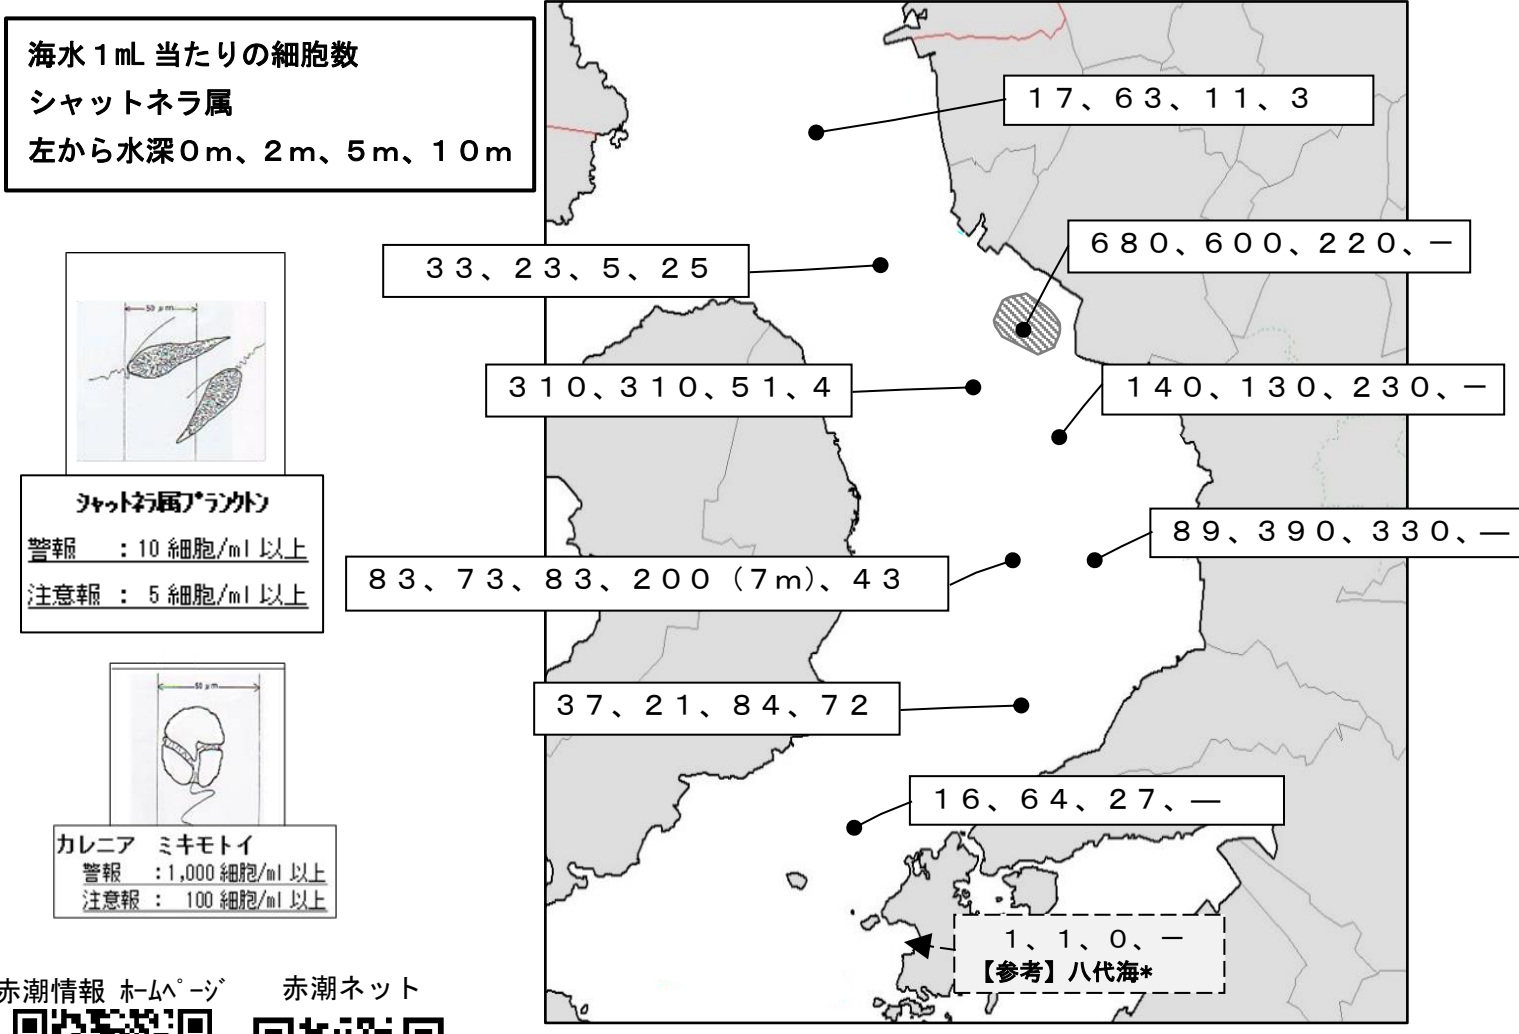 海水１mL 当たりの細胞数
シャットネラ属
左から水深０ｍ、２ｍ、５ｍ、１０ｍ
１７、６３、１１、３
６８０、６００、２２０、－
３３、２３、５、２５
３１０、３１０、５１、４
１４０、１３０、２３０、－
８９、３９０、３３０、―
８３、７３、８３、２００（７ｍ）、４３
３７、２１、８４、７２
１６、６４、２７、―
１、１、０、－
【参考】八代海*
50 μm
ｼｬｯﾄﾈﾗ属ﾌﾟﾗﾝｸﾄﾝ
警報 ：10 細胞/ml 以上
注意報 ： 5 細胞/ml 以上
50 μm
カレニア ミキモトイ
警報 ：1,000 細胞/ml 以上
注意報 ： 100 細胞/ml 以上
赤潮情報 ﾎｰﾑﾍﾟｰｼﾞ
赤潮ネット